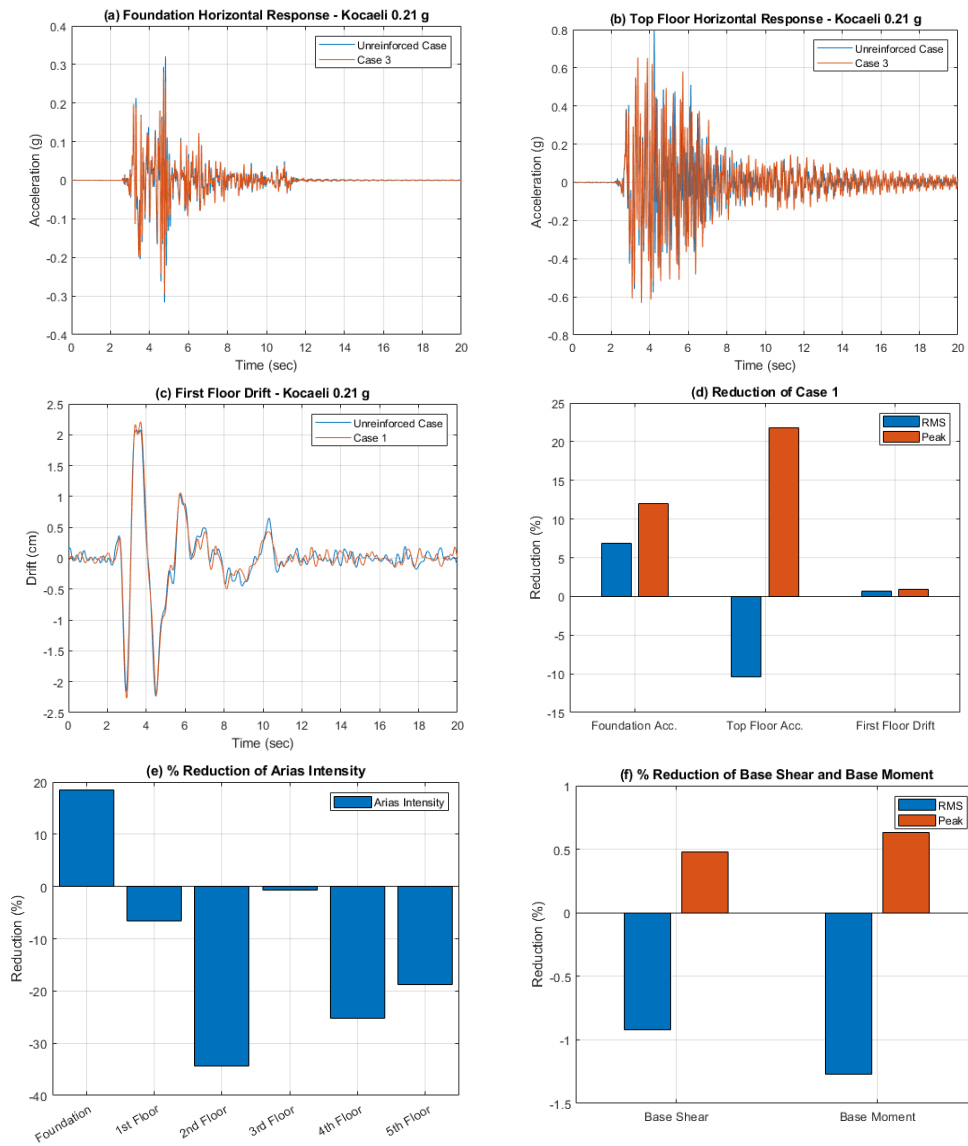 (a) Foundation Horizontal Response - Kocaeli 0.21 g
Unreinforced Case
Case 3
Acceleration (g)
0.4
0.3
0.2
0.1
0
-0.1
-0.2
-0.3
-0.4
0 2 4 6 8 10 12 14 16 18 20
Time (sec)
(b) Top Floor Horizontal Response - Kocaeli 0.21 g
Unreinforced Case
Case 3
Acceleration (g)
0.8
0.6
0.4
0.2
0
-0.2
-0.4
-0.6
-0.8
0 2 4 6 8 10 12 14 16 18 20
Time (sec)
(c) First Floor Drift - Kocaeli 0.21 g
Unreinforced Case
Case 1
Drift (cm)
2.5
2
1.5
1
0.5
0
-0.5
-1
-1.5
-2
-2.5
0 2 4 6 8 10 12 14 16 18 20
Time (sec)
(d) Reduction of Case 1
RMS
Peak
Reduction (%)
25
20
15
10
5
0
-5
-10
-15
Foundation Acc. Top Floor Acc. First Floor Drift
(e) % Reduction of Arias Intensity
Arias Intensity
Reduction (%)
20
10
0
-10
-20
-30
-40
Foundation 1st Floor 2nd Floor 3rd Floor 4th Floor 5th Floor
(f) % Reduction of Base Shear and Base Moment
RMS
Peak
Reduction (%)
1
0.5
0
-0.5
-1
-1.5
Base Shear Base Moment